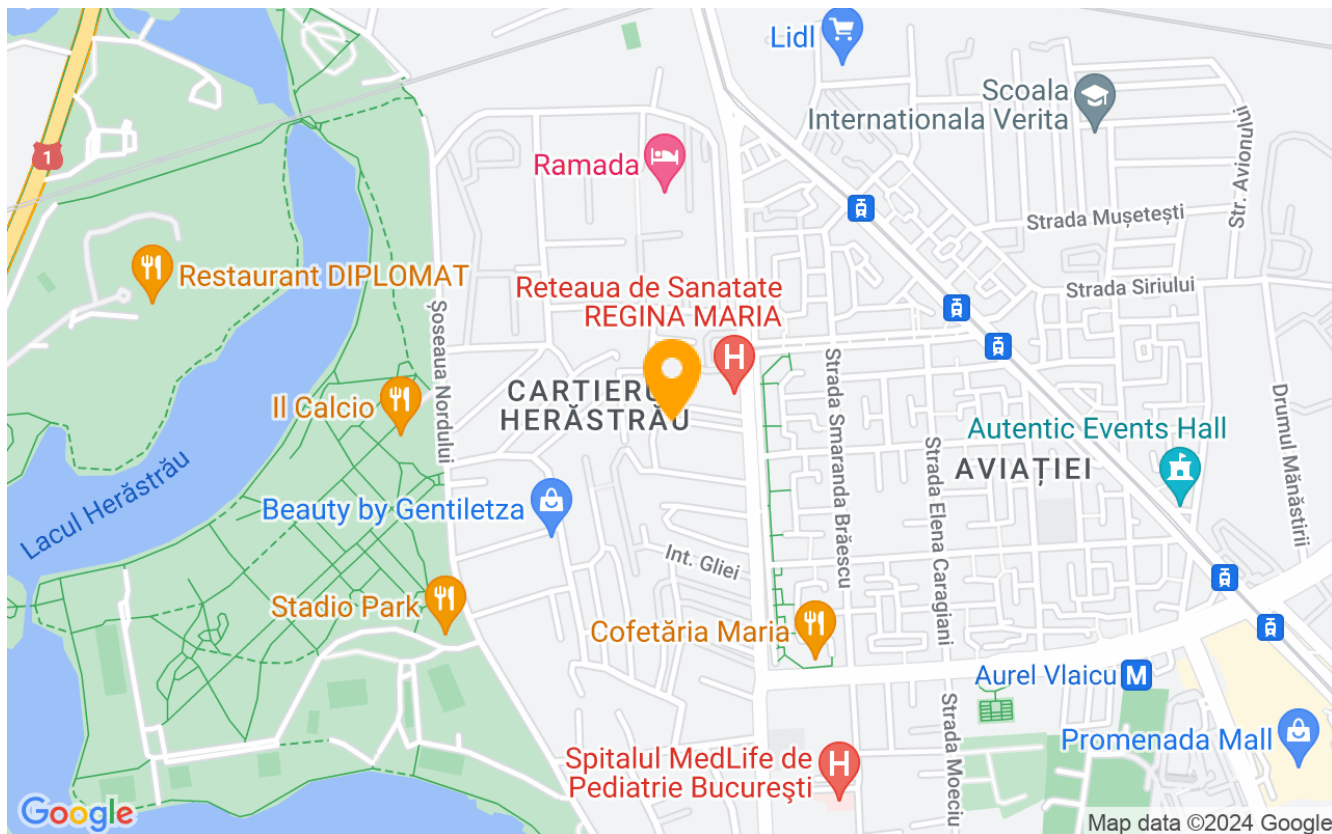 Lidl
Scoala
Internationala Verita
Str. Avionului
1
Ramada
Strada Mușetești
Restaurant DIPLOMAT
Reteaua de Sanatate
REGINA MARIA
H
Strada Siriului
Șoseaua Nordului
CARTIERUL
HERĂSTRĂU
Il Calcio
Strada Smaranda Brăescu
Strada Elena Caragiani
Drumul Mănăstirii
Autentic Events Hall
AVIAȚIEI
Lacul Herăstrău
Beauty by Gentiletza
Int. Gliei
Stadio Park
Cofetăria Maria
Aurel Vlaicu
M
Strada Moeciu
Promenada Mall
Spitalul MedLife de
Pediatrie Bucureşti
H
Google
Map data ©2024 Google